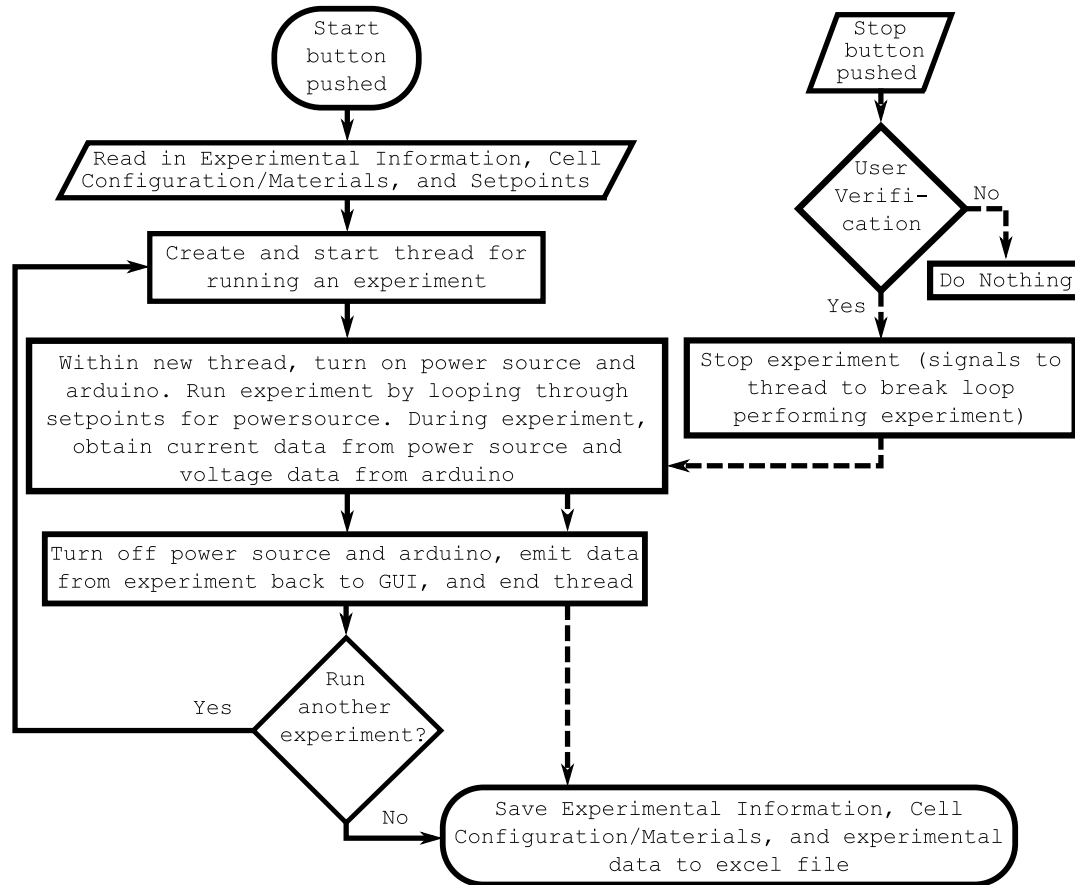 Start
button
pushed
Read in Experimental Information, Cell
Configuration/Materials, and Setpoints
Create and start thread for
running an experiment
Within new thread, turn on power source and
arduino. Run experiment by looping through
setpoints for powersource. During experiment,
obtain current data from power source and
voltage data from arduino
Turn off power source and arduino, emit data
from experiment back to GUI, and end thread
Run
another
experiment?
Yes
No
Save Experimental Information, Cell
Configuration/Materials, and experimental
data to excel file
Stop
button
pushed
User
Verifi-
cation
No
Do Nothing
Yes
Stop experiment (signals to
thread to break loop
performing experiment)